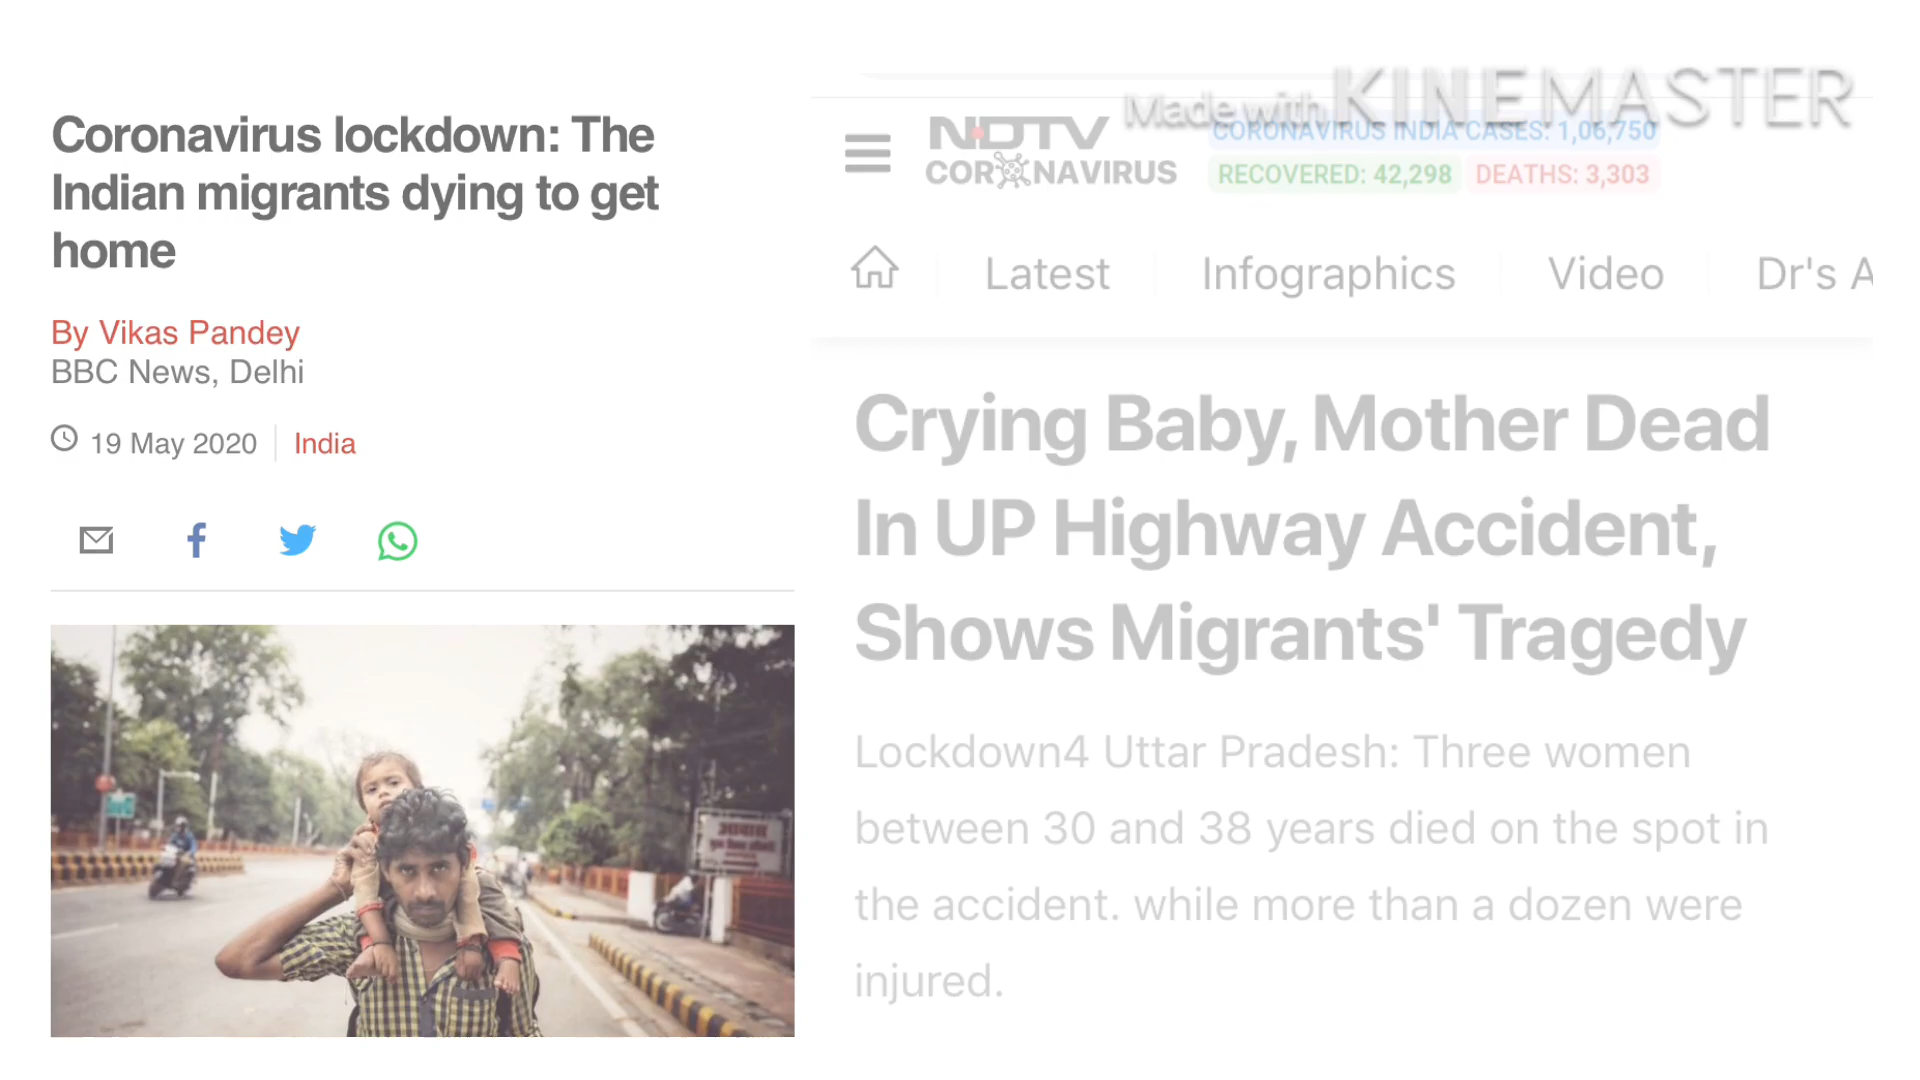 Coronavirus lockdown: The
Indian migrants dying to get
home
By Vikas Pandey
BBC News, Delhi
19 May 2020
India
Made with KINEMASTER
NDTV
CORONAVIRUS
CORONAVIRUS INDIA CASES: 1,06,750
RECOVERED: 42,298 DEATHS: 3,303
Latest Infographics Video Dr's A
Crying Baby, Mother Dead
In UP Highway Accident,
Shows Migrants' Tragedy
Lockdown4 Uttar Pradesh: Three women
between 30 and 38 years died on the spot in
the accident. while more than a dozen were
injured.